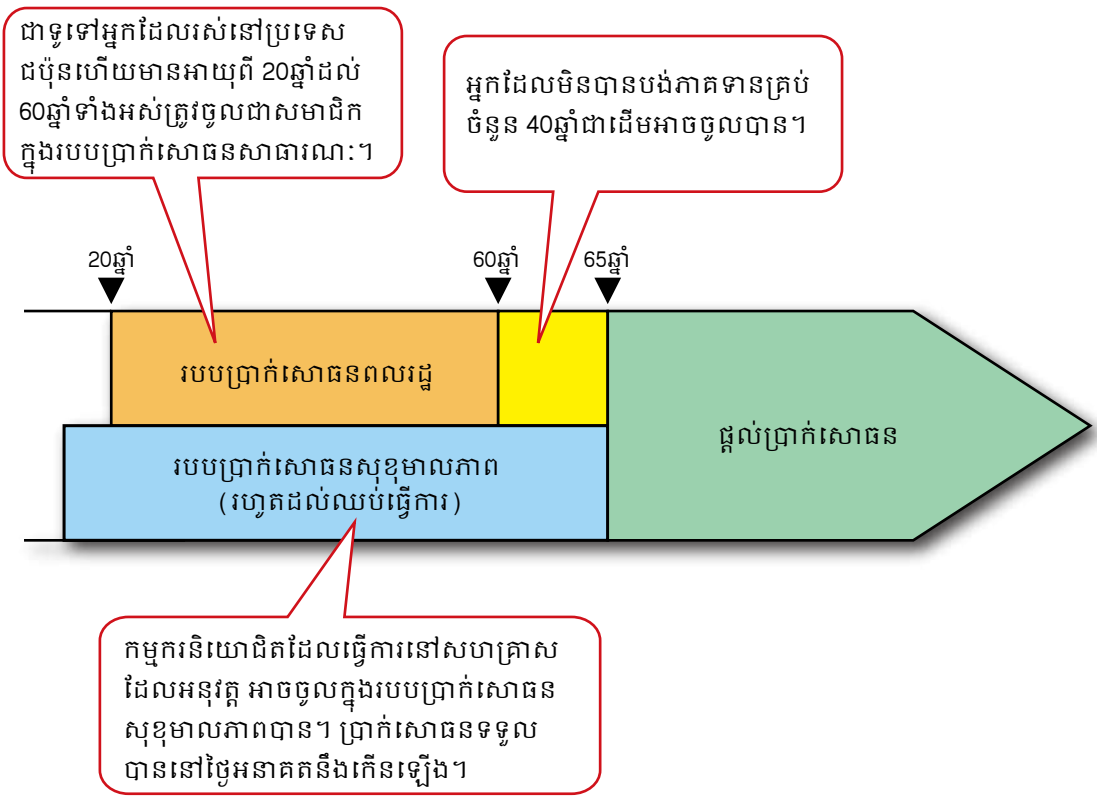 ជាទូទៅអ្នកដែលរស់នៅប្រទេស
ជប៉ុនហើយមានអាយុពី 20ឆ្នាំដល់
60ឆ្នាំទាំងអស់ត្រូវចូលជាសមាជិក
ក្នុងរបបប្រាក់សោធនសាធារណៈ។
អ្នកដែលមិនបានបង់ភាគទានគ្រប់
ចំនួន 40ឆ្នាំជាដើមអាចចូលបាន។
20ឆ្នាំ
60ឆ្នាំ
65ឆ្នាំ
របបប្រាក់សោធនពលរដ្ឋ
របបប្រាក់សោធនសុខុមាលភាព
(រហូតដល់ឈប់ធ្វើការ)
ផ្តល់ប្រាក់សោធន
កម្មករនិយោជិតដែលធ្វើការនៅសហគ្រាស
ដែលអនុវត្ត អាចចូលក្នុងរបបប្រាក់សោធន
សុខុមាលភាពបាន។ ប្រាក់សោធនទទួល
បាននៅថ្ងៃអនាគតនឹងកើនឡើង។